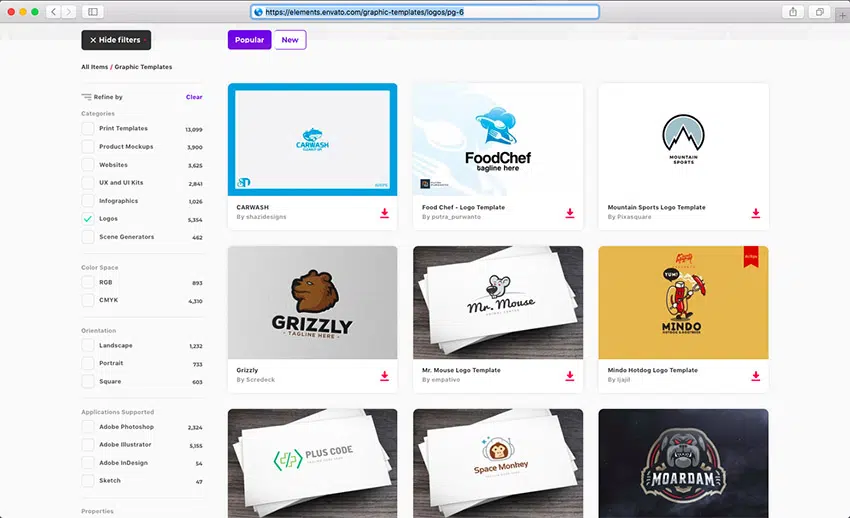 https://elements.envato.com/graphic-templates/logos/pg-6
Hide filters
Popular
New
All Items / Graphic Templates
Refine by
Clear
Categories
Print Templates 13,099
Product Mockups 3,900
Websites 3,625
UX and UI Kits 2,841
Infographics 1,026
Logos 5,354
Scene Generators 462
Color Space
RGB 893
CMYK 4,310
Orientation
Landscape 1,232
Portrait 733
Square 603
Applications Supported
Adobe Photoshop 2,324
Adobe Illustrator 5,155
Adobe InDesign 54
Sketch 47
Properties
CARWASH
CARWASH
By shazidesigns
FoodChef
tagline here
Food Chef - Logo Template
By putra_purwanto
MOUNTAIN
SPORTS
Mountain Sports Logo Template
By Pixasquare
GRIZZLY
- TAGLINE HERE -
Grizzly
By Scredeck
Mr. Mouse
Mr. Mouse Logo Template
By empativo
YUM!
MINDO
Mindo Hotdog Logo Template
By ijajil
PLUS CODE
Space Monkey
MOARDAM